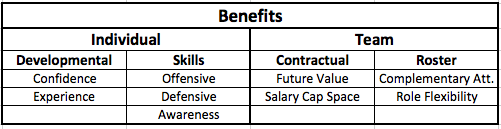 Benefits
Individual Team
Developmental Skills Contractual Roster
Confidence Offensive Future Value Complementary Att.
Experience Defensive Salary Cap Space Role Flexibility
Awareness